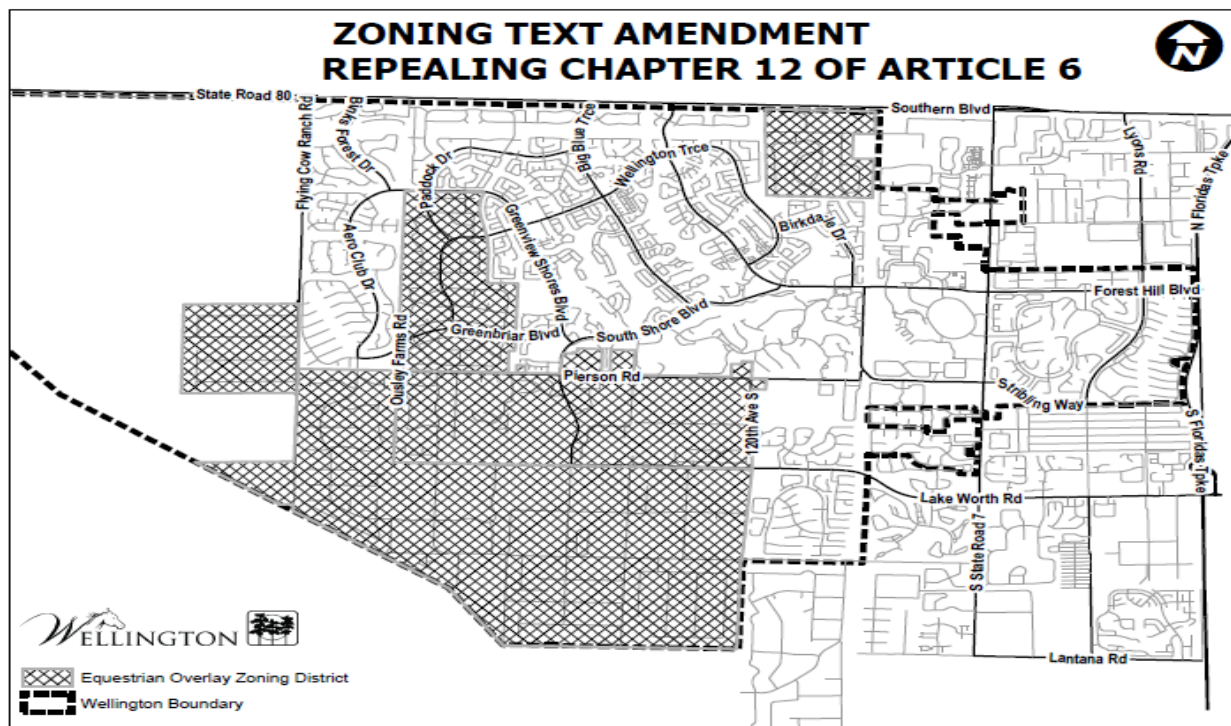 ZONING TEXT AMENDMENT
REPEALING CHAPTER 12 OF ARTICLE 6
N
State Road 80
Southern Blvd
Flying Cow Ranch Rd
Binks Forest Dr
Paddock Dr
Big Blue Trce
Wellington Trce
Lyons Rd
N Floridas Tpke
Aero Club Dr
Greenview Shores Blvd
Birkdale Dr
Forest Hill Blvd
Ousley Farms Rd
Greenbriar Blvd
South Shore Blvd
Pierson Rd
120th Ave S
Stribling Way
S Floridas Tpke
Lake Worth Rd
S State Road 7
Lantana Rd
WELLINGTON
Equestrian Overlay Zoning District
Wellington Boundary